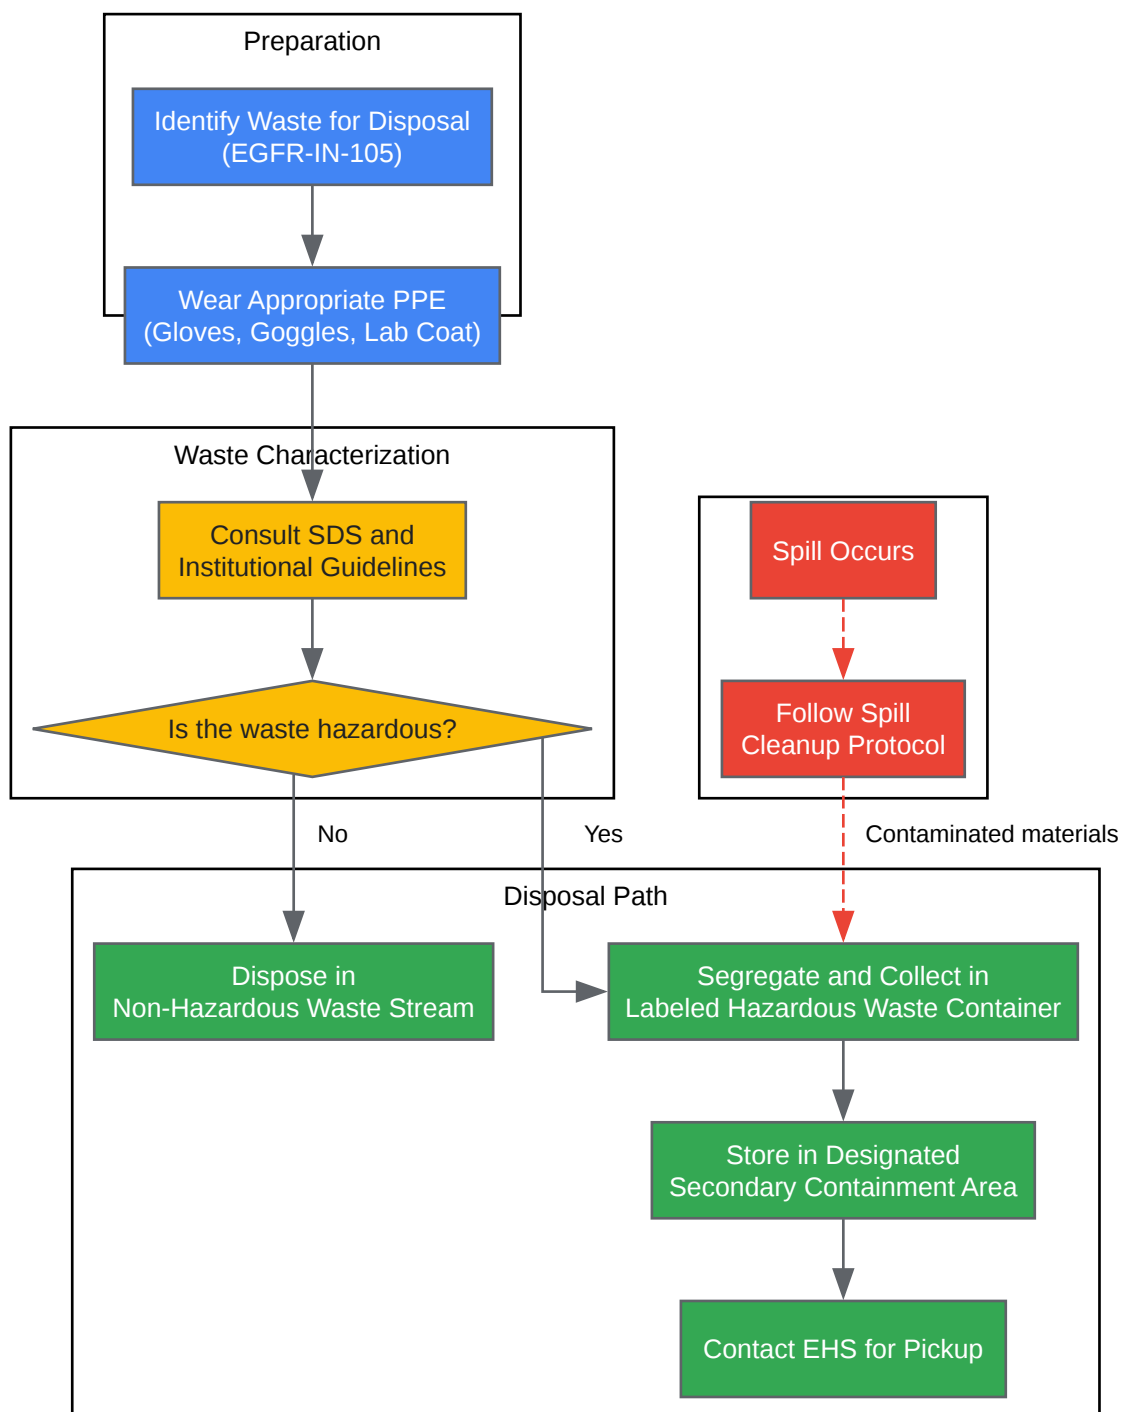 Preparation
Identify Waste for Disposal
(EGFR-IN-105)
Wear Appropriate PPE
(Gloves, Goggles, Lab Coat)
Waste Characterization
Consult SDS and
Institutional Guidelines
Is the waste hazardous?
Spill Occurs
Follow Spill
Cleanup Protocol
No
Yes
Contaminated materials
Disposal Path
Dispose in
Non-Hazardous Waste Stream
Segregate and Collect in
Labeled Hazardous Waste Container
Store in Designated
Secondary Containment Area
Contact EHS for Pickup